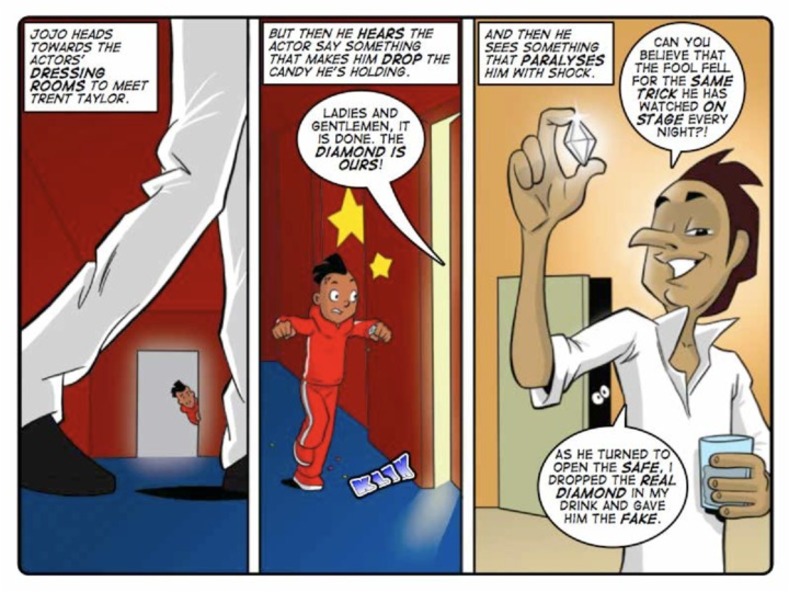 JOJO HEADS
TOWARDS THE
ACTORS'
DRESSING
ROOMS TO MEET
TRENT TAYLOR.
BUT THEN HE HEARS THE
ACTOR SAY SOMETHING
THAT MAKES HIM DROP THE
CANDY HE'S HOLDING.
LADIES AND
GENTLEMEN, IT
IS DONE. THE
DIAMOND IS
OURS!
AND THEN HE
SEES SOMETHING
THAT PARALYSES
HIM WITH SHOCK.
CAN YOU
BELIEVE THAT
THE FOOL FELL
FOR THE SAME
TRICK HE HAS
WATCHED ON
STAGE EVERY
NIGHT?!
AS HE TURNED TO
OPEN THE SAFE, I
DROPPED THE REAL
DIAMOND IN MY
DRINK AND GAVE
HIM THE FAKE.